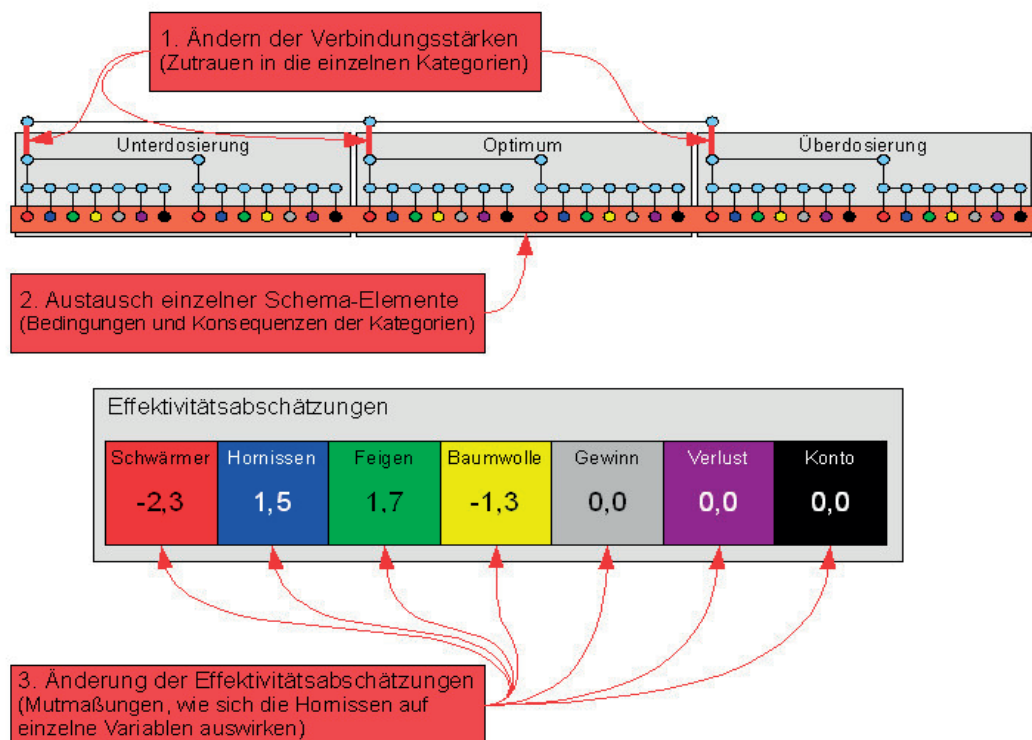 1. Ändern der Verbindungsstärken
(Zutrauen in die einzelnen Kategorien)
Unterdosierung
Optimum
Überdosierung
2. Austausch einzelner Schema-Elemente
(Bedingungen und Konsequenzen der Kategorien)
Effektivitätsabschätzungen
Schwärmer
Hornissen
Feigen
Baumwolle
Gewinn
Verlust
Konto
-2,3
1,5
1,7
-1,3
0,0
0,0
0,0
3. Änderung der Effektivitätsabschätzungen
(Mutmaßungen, wie sich die Hornissen auf
einzelne Variablen auswirken)